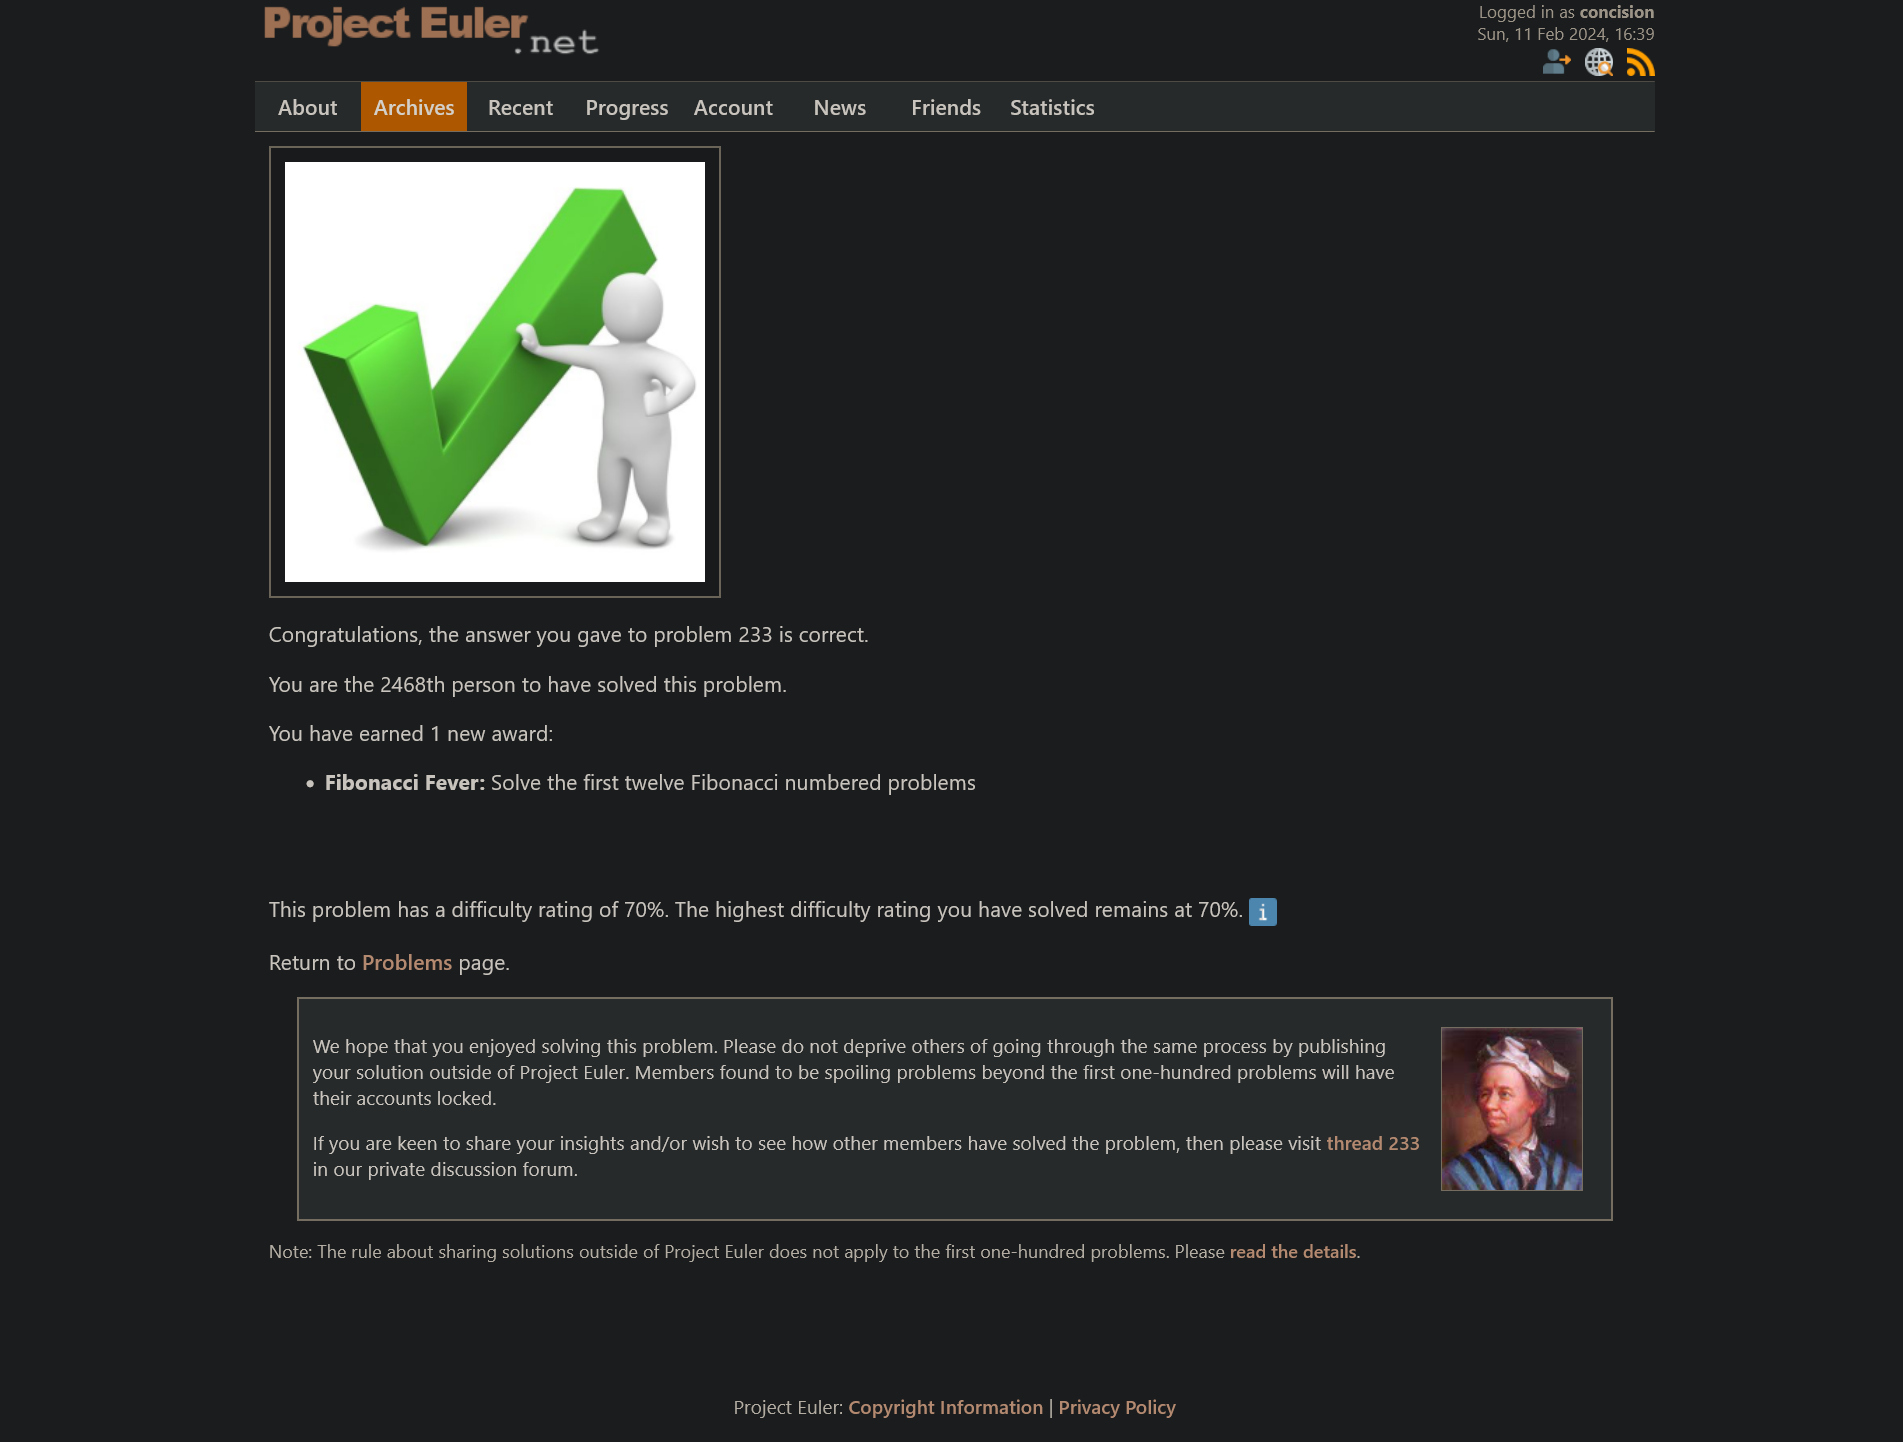 Project Euler
.net
Logged in as concision
Sun, 11 Feb 2024, 16:39
About Archives Recent Progress Account News Friends Statistics
Congratulations, the answer you gave to problem 233 is correct.
You are the 2468th person to have solved this problem.
You have earned 1 new award:
• Fibonacci Fever: Solve the first twelve Fibonacci numbered problems
This problem has a difficulty rating of 70%. The highest difficulty rating you have solved remains at 70%. i
Return to Problems page.
We hope that you enjoyed solving this problem. Please do not deprive others of going through the same process by publishing
your solution outside of Project Euler. Members found to be spoiling problems beyond the first one-hundred problems will have
their accounts locked.
If you are keen to share your insights and/or wish to see how other members have solved the problem, then please visit thread 233
in our private discussion forum.
Note: The rule about sharing solutions outside of Project Euler does not apply to the first one-hundred problems. Please read the details.
Project Euler: Copyright Information | Privacy Policy